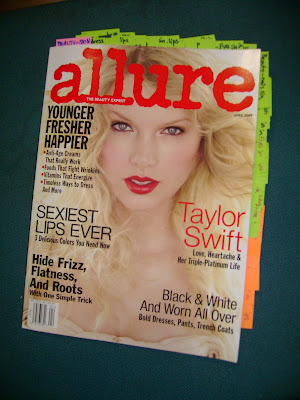 allure
THE BEAUTY EXPERT
YOUNGER
FRESHER
HAPPIER
•Anti-Age Creams
That Really Work
•Foods That Fight Wrinkles
•Vitamins That Energize
•Timeless Ways to Dress
And More
SEXIEST
LIPS EVER
5 Delicious Colors You Need Now
Hide Frizz,
Flatness,
And Roots
With One Simple Trick
Taylor
Swift
Love, Heartache &
Her Triple-Platinum Life
Black & White
And Worn All Over
Bold Dresses, Pants, Trench Coats